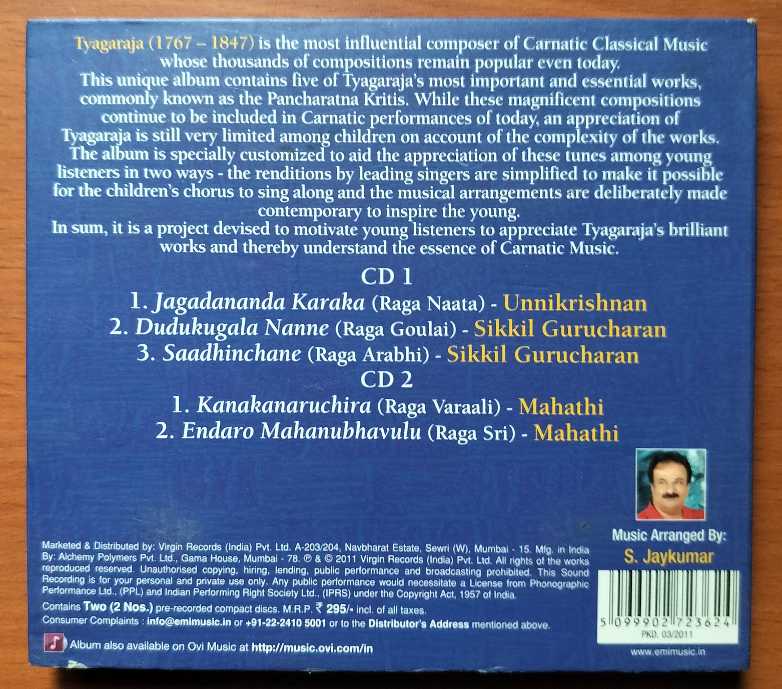 Tyagaraja (1767 – 1847) is the most influential composer of Carnatic Classical Music
whose thousands of compositions remain popular even today.
This unique album contains five of Tyagaraja's most important and essential works,
commonly known as the Pancharatna Kritis. While these magnificent compositions
continue to be included in Carnatic performances of today, an appreciation of
Tyagaraja is still very limited among children on account of the complexity of the works.
The album is specially customized to aid the appreciation of these tunes among young
listeners in two ways - the renditions by leading singers are simplified to make it possible
for the children's chorus to sing along and the musical arrangements are deliberately made
contemporary to inspire the young.
In sum, it is a project devised to motivate young listeners to appreciate Tyagaraja's brilliant
works and thereby understand the essence of Carnatic Music.
CD 1
1. Jagadananda Karaka (Raga Naata) - Unnikrishnan
2. Dudukugala Nanne (Raga Goulai) - Sikkil Gurucharan
3. Saadhinchane (Raga Arabhi) - Sikkil Gurucharan
CD 2
1. Kanakanaruchira (Raga Varaali) - Mahathi
2. Endaro Mahanubhavulu (Raga Sri) - Mahathi
Music Arranged By:
S. Jaykumar
Marketed & Distributed by: Virgin Records (India) Pvt. Ltd. A-203/204, Navbharat Estate, Sewri (W), Mumbai - 15. Mfg. in India
By: Alchemy Polymers Pvt. Ltd., Gama House, Mumbai - 78. ℗ & © 2011 Virgin Records (India) Pvt. Ltd. All rights of the works
reproduced reserved. Unauthorised copying, hiring, lending, public performance and broadcasting prohibited. This Sound
Recording is for your personal and private use only. Any public performance would necessitate a License from Phonographic
Performance Ltd., (PPL) and Indian Performing Right Society Ltd., (IPRS) under the Copyright Act, 1957 of India.
Contains Two (2 Nos.) pre-recorded compact discs. M.R.P. ₹ 295/- incl. of all taxes.
Consumer Complaints : info@emimusic.in or +91-22-2410 5001 or to the Distributor's Address mentioned above.
Album also available on Ovi Music at http://music.ovi.com/in
5 099902 723624
PKD. 03/2011
www.emimusic.in